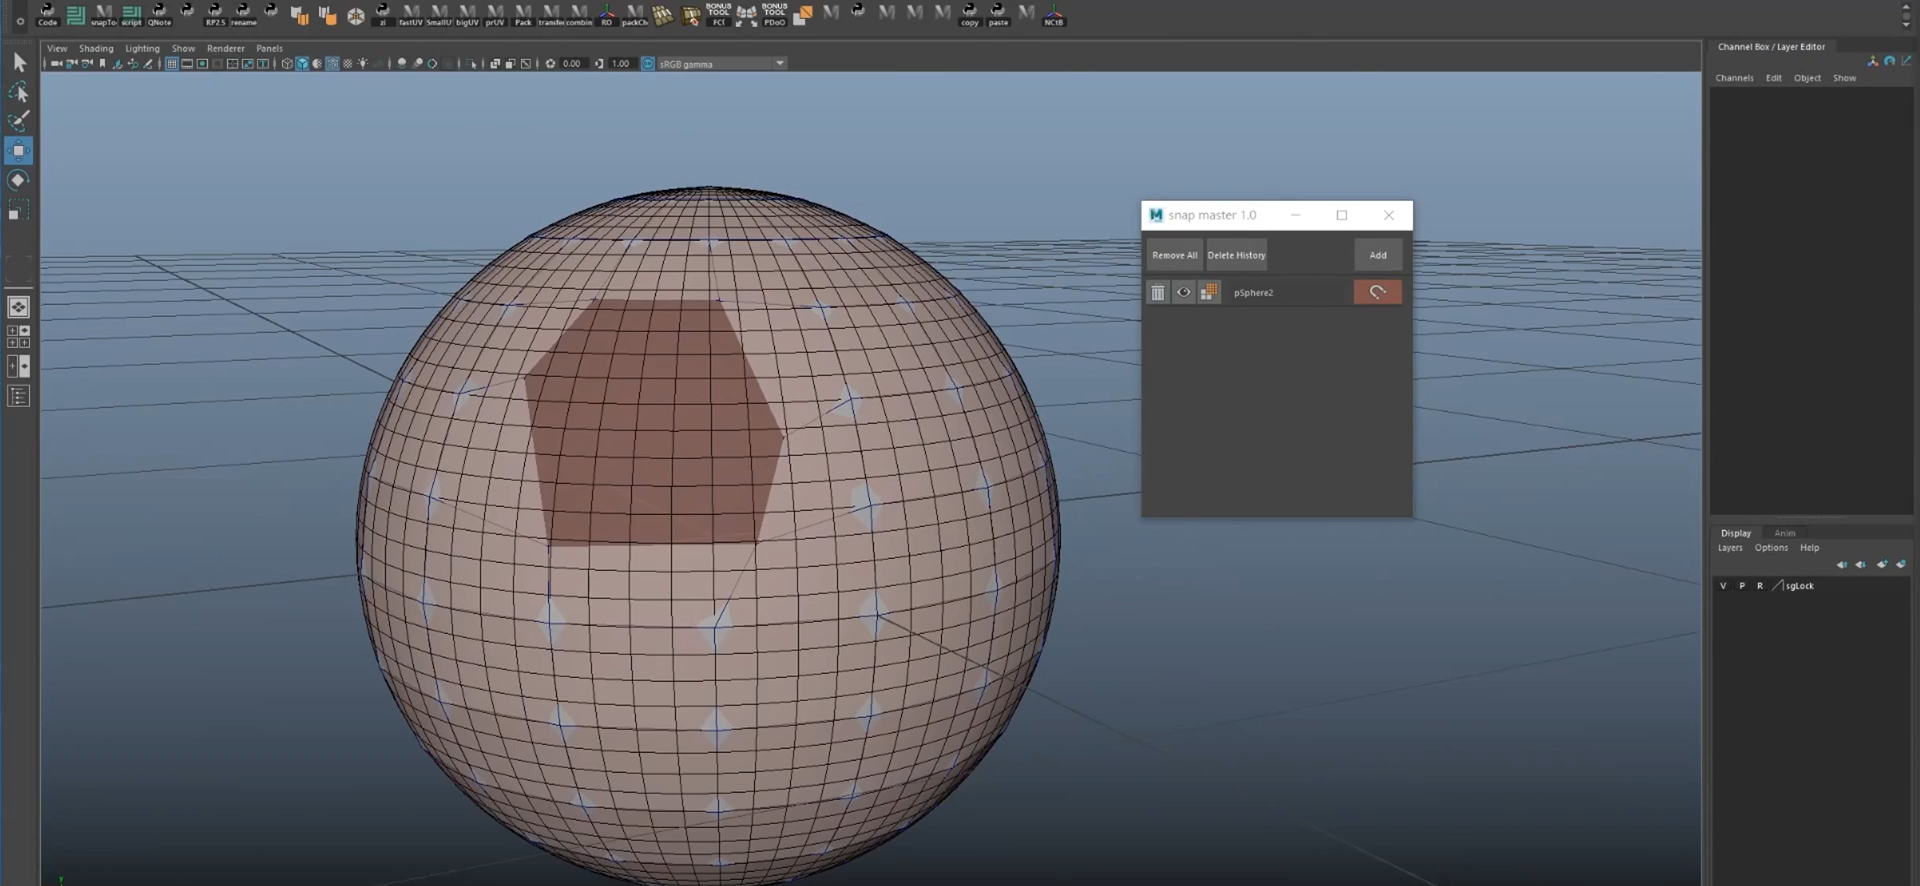 Code snapTo script QNote RP2.5 rename zi fastUV SmallU bigUV prUV Pack transfe combin RO packCh BONUS TOOL FC( BONUS TOOL PDoO copy paste NCtB
View Shading Lighting Show Renderer Panels
0.00 1.00 sRGB gamma
Channel Box / Layer Editor
Channels Edit Object Show
snap master 1.0
Remove All Delete History Add
pSphere2
Display Anim
Layers Options Help
V P R sgLock
y